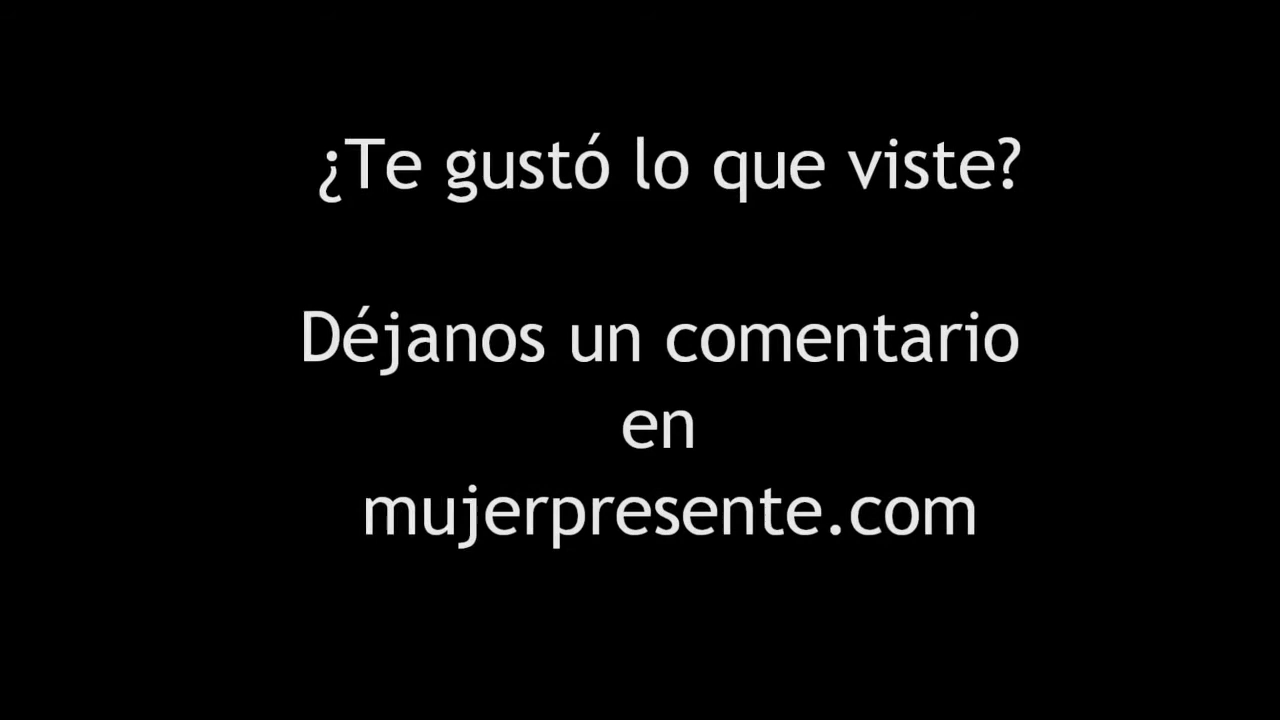 ¿Te gustó lo que viste?
Déjanos un comentario
en
mujerpresente.com